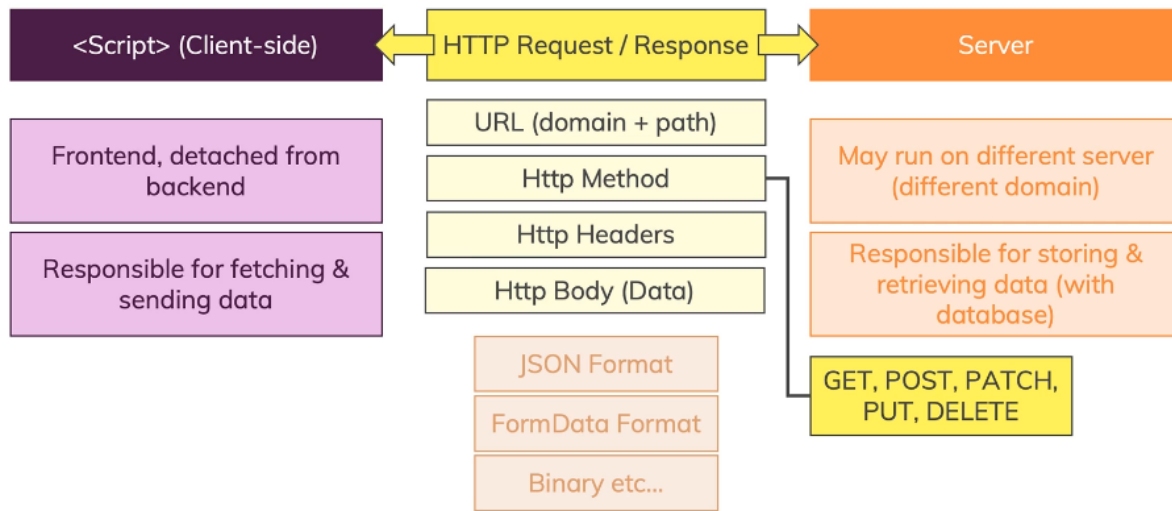 <Script> (Client-side)
HTTP Request / Response
Server
Frontend, detached from
backend
Responsible for fetching &
sending data
URL (domain + path)
Http Method
Http Headers
Http Body (Data)
JSON Format
FormData Format
Binary etc...
May run on different server
(different domain)
Responsible for storing &
retrieving data (with
database)
GET, POST, PATCH,
PUT, DELETE